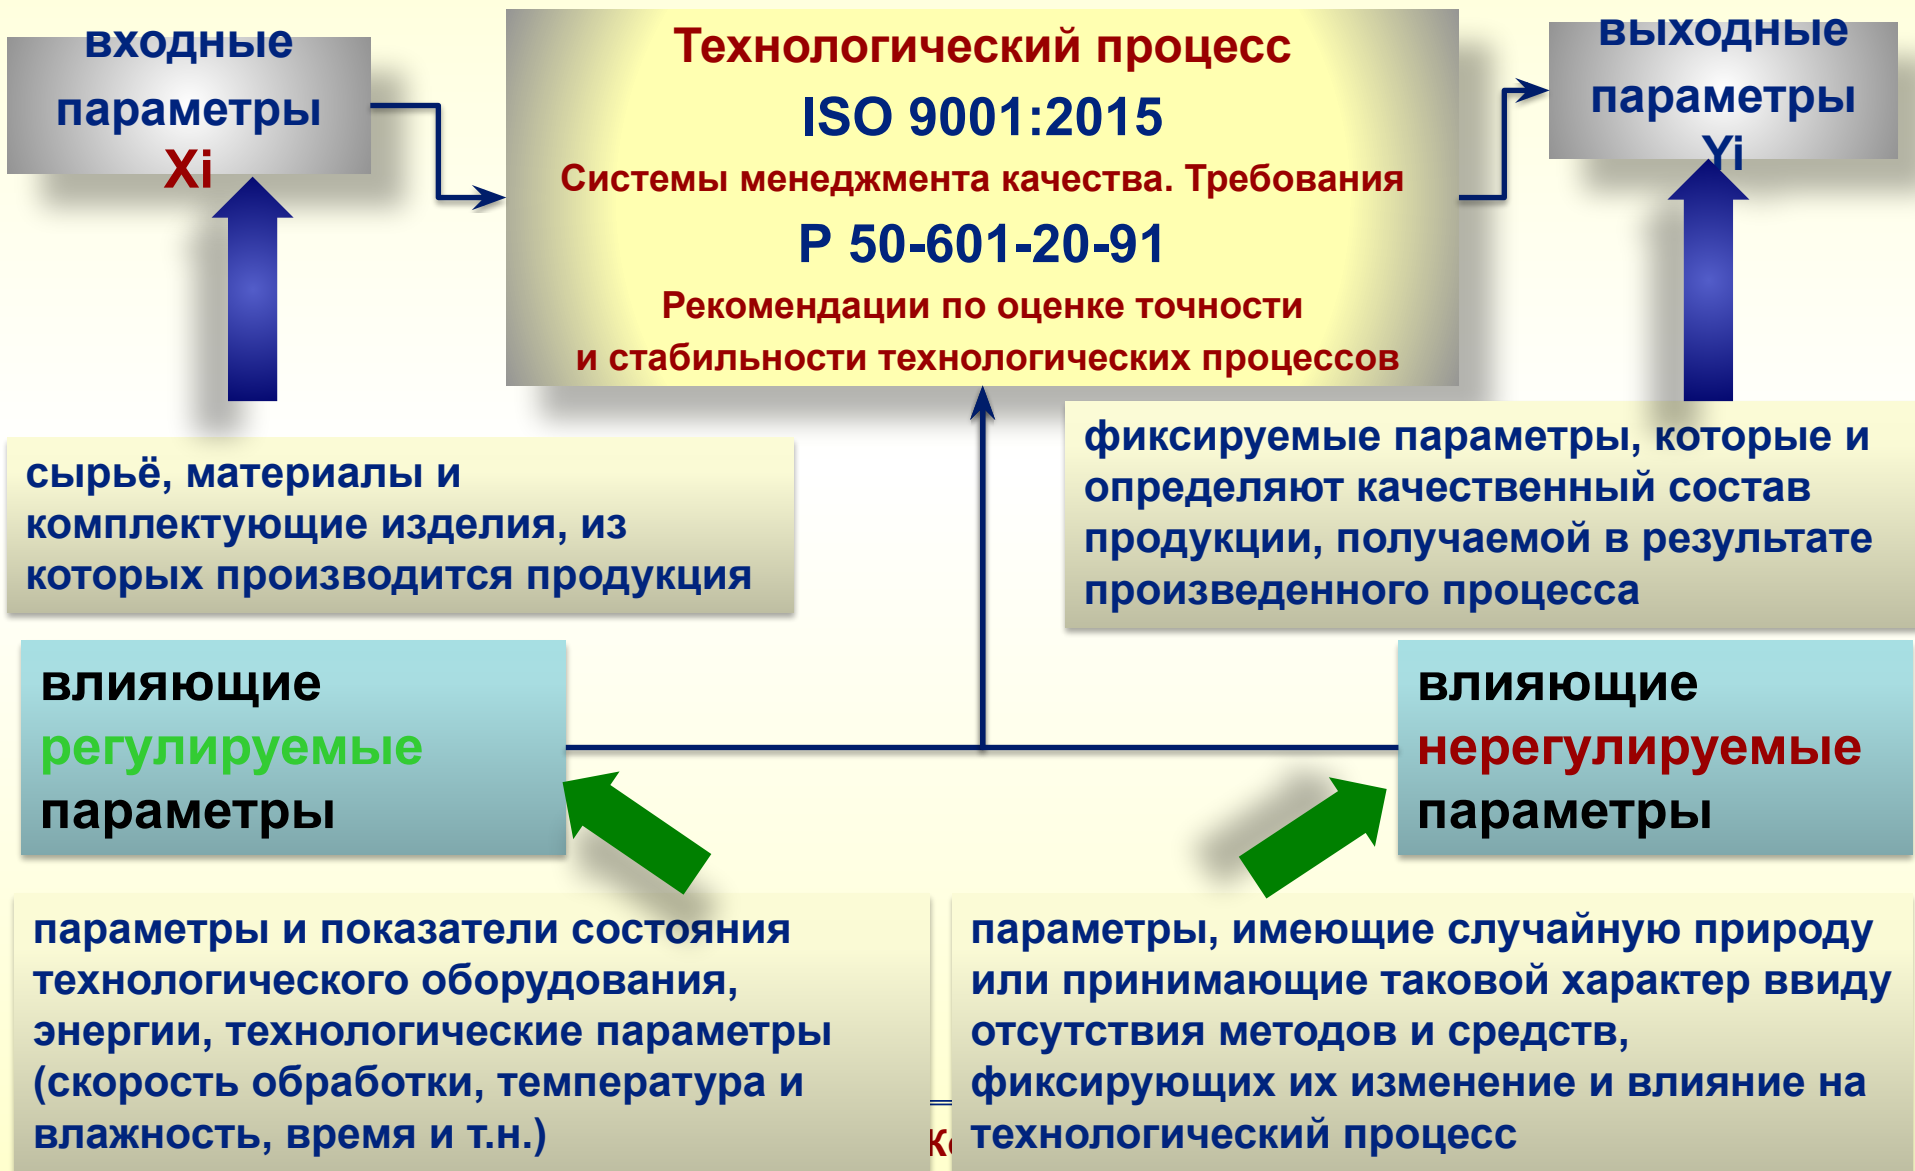 входные
параметры
Xi
Технологический процесс
ISO 9001:2015
Системы менеджмента качества. Требования
Р 50-601-20-91
Рекомендации по оценке точности
и стабильности технологических процессов
выходные
параметры
Yi
сырьё, материалы и
комплектующие изделия, из
которых производится продукция
фиксируемые параметры, которые и
определяют качественный состав
продукции, получаемой в результате
произведенного процесса
влияющие
регулируемые
параметры
влияющие
нерегулируемые
параметры
параметры и показатели состояния
технологического оборудования,
энергии, технологические параметры
(скорость обработки, температура и
влажность, время и т.н.)
параметры, имеющие случайную природу
или принимающие таковой характер ввиду
отсутствия методов и средств,
фиксирующих их изменение и влияние на
технологический процесс